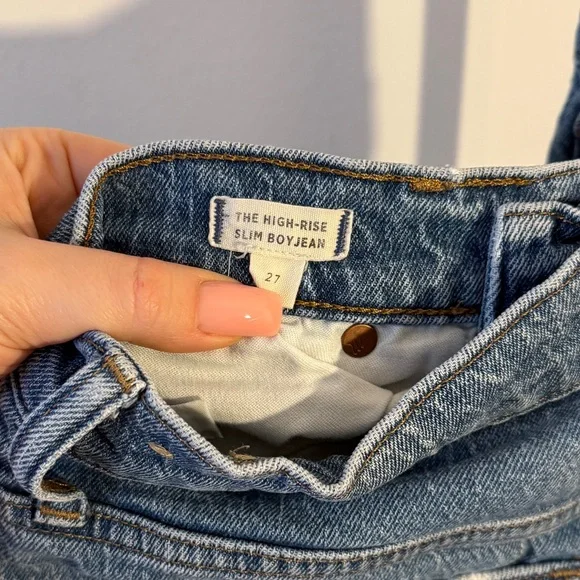 THE HIGH-RISE
SLIM BOYJEAN
27